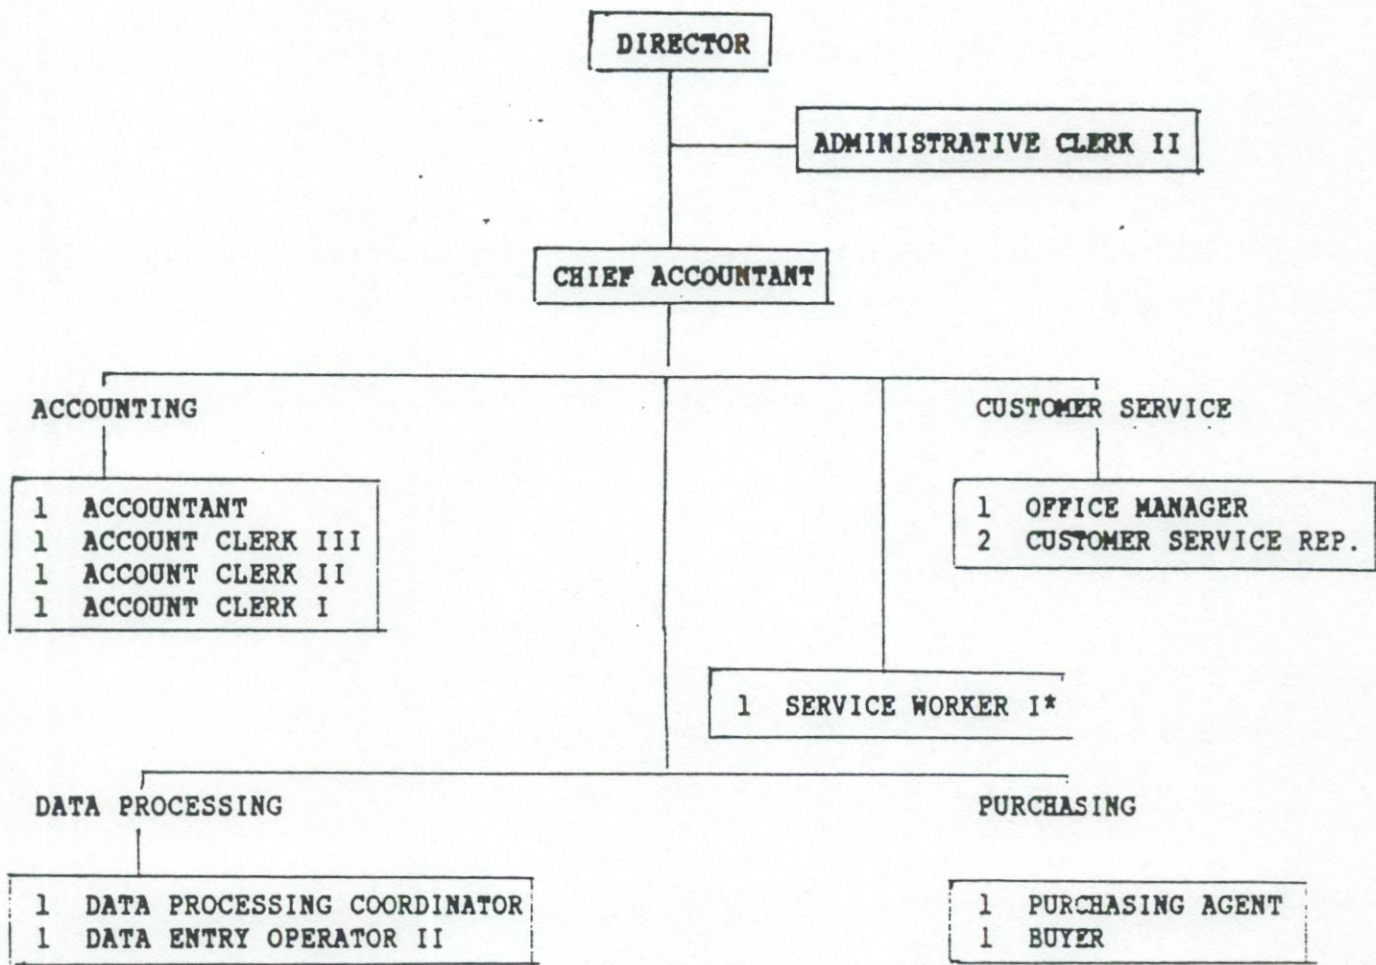 DIRECTOR
ADMINISTRATIVE CLERK II
CHIEF ACCOUNTANT
ACCOUNTING
CUSTOMER SERVICE
1 ACCOUNTANT
1 ACCOUNT CLERK III
1 ACCOUNT CLERK II
1 ACCOUNT CLERK I
1 OFFICE MANAGER
2 CUSTOMER SERVICE REP.
1 SERVICE WORKER I*
DATA PROCESSING
PURCHASING
1 DATA PROCESSING COORDINATOR
1 DATA ENTRY OPERATOR II
1 PURCHASING AGENT
1 BUYER